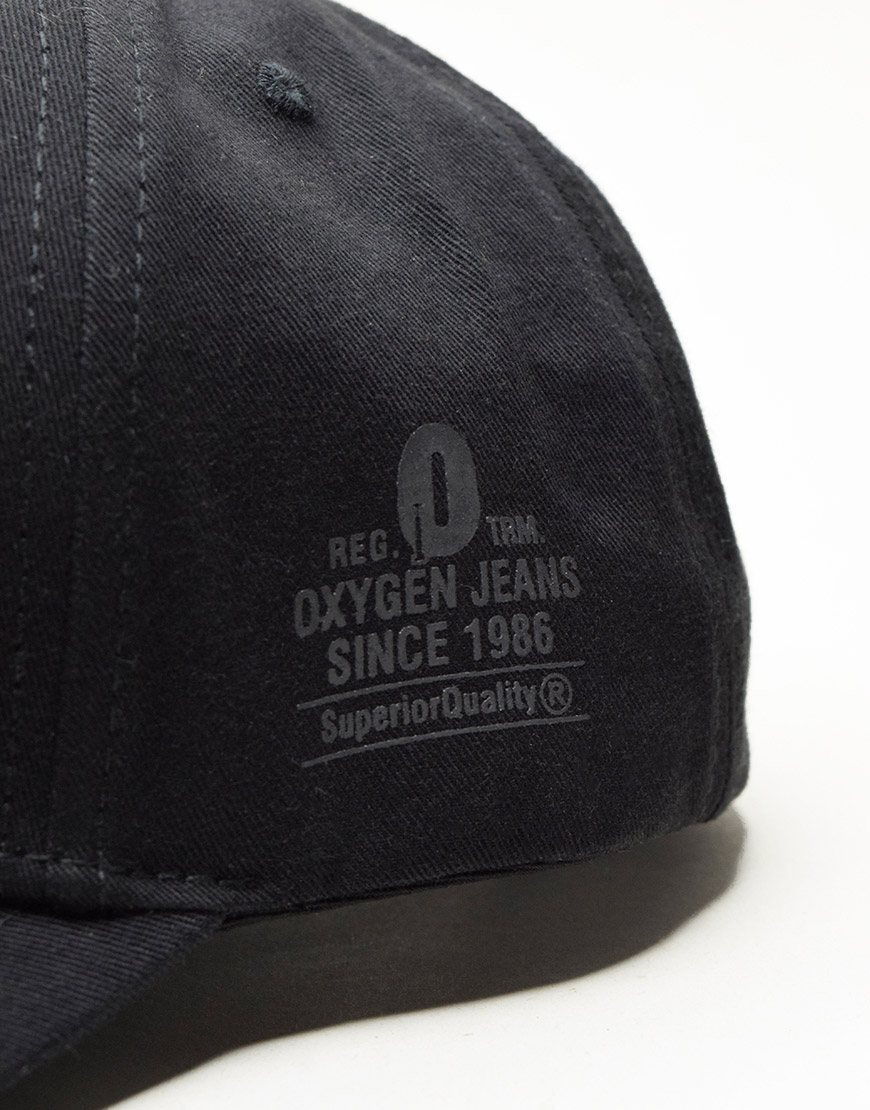 O
REG. TRM.
OXYGEN JEANS
SINCE 1986
SuperiorQuality®